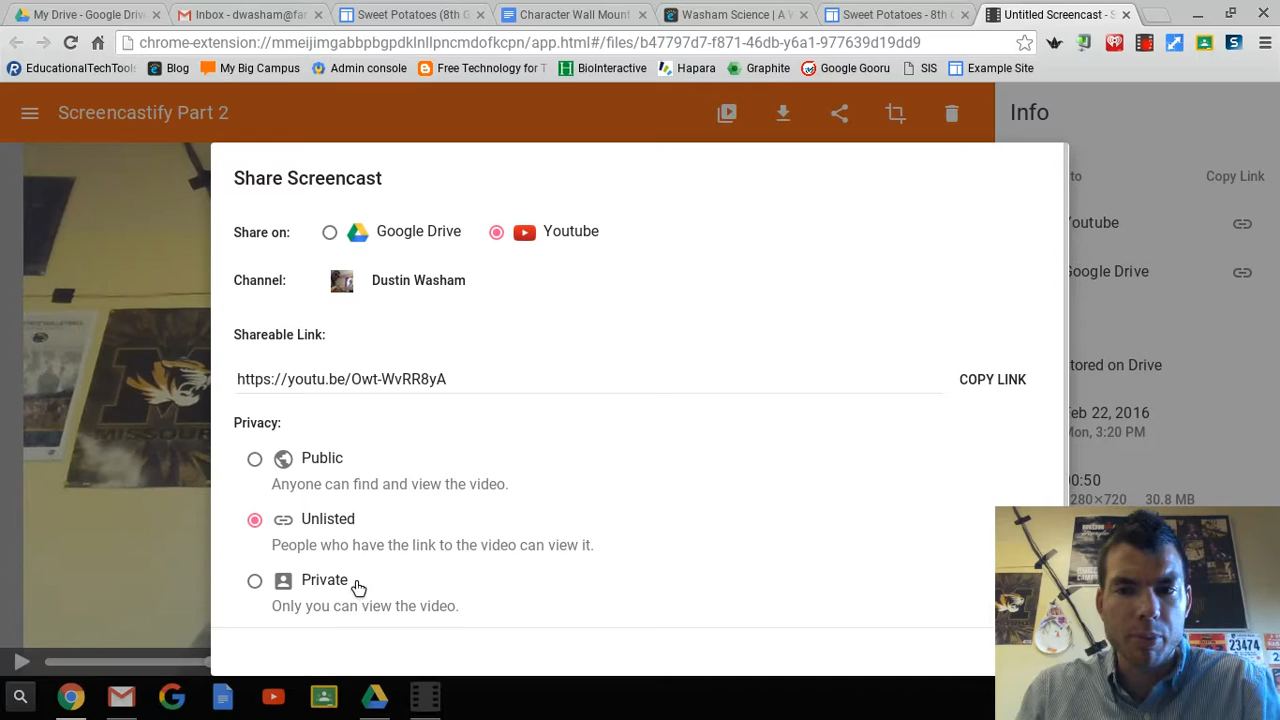 My Drive - Google Drive
Inbox - dwasham@far
Sweet Potatoes (8th G
Character Wall Mount
Washam Science | A W
Sweet Potatoes - 8th G
Untitled Screencast - S
chrome-extension://mmeijimgabbpbgpdklnllpncmdofkcpn/app.html#/files/b47797d7-f871-46db-y6a1-977639d19dd9
EducationalTechTools
Blog
My Big Campus
Admin console
Free Technology for T
BioInteractive
Hapara
Graphite
Google Gooru
SIS
Example Site
Screencastify Part 2
Info
Share Screencast
Copy Link
Share on:
Google Drive
Youtube
Youtube
Channel:
Dustin Washam
Google Drive
Shareable Link:
https://youtu.be/Owt-WvRR8yA
COPY LINK
tored on Drive
Privacy:
eb 22, 2016
Mon, 3:20 PM
Public
Anyone can find and view the video.
00:50
280×720 30.8 MB
Unlisted
People who have the link to the video can view it.
Private
Only you can view the video.
MISSOURI
23474